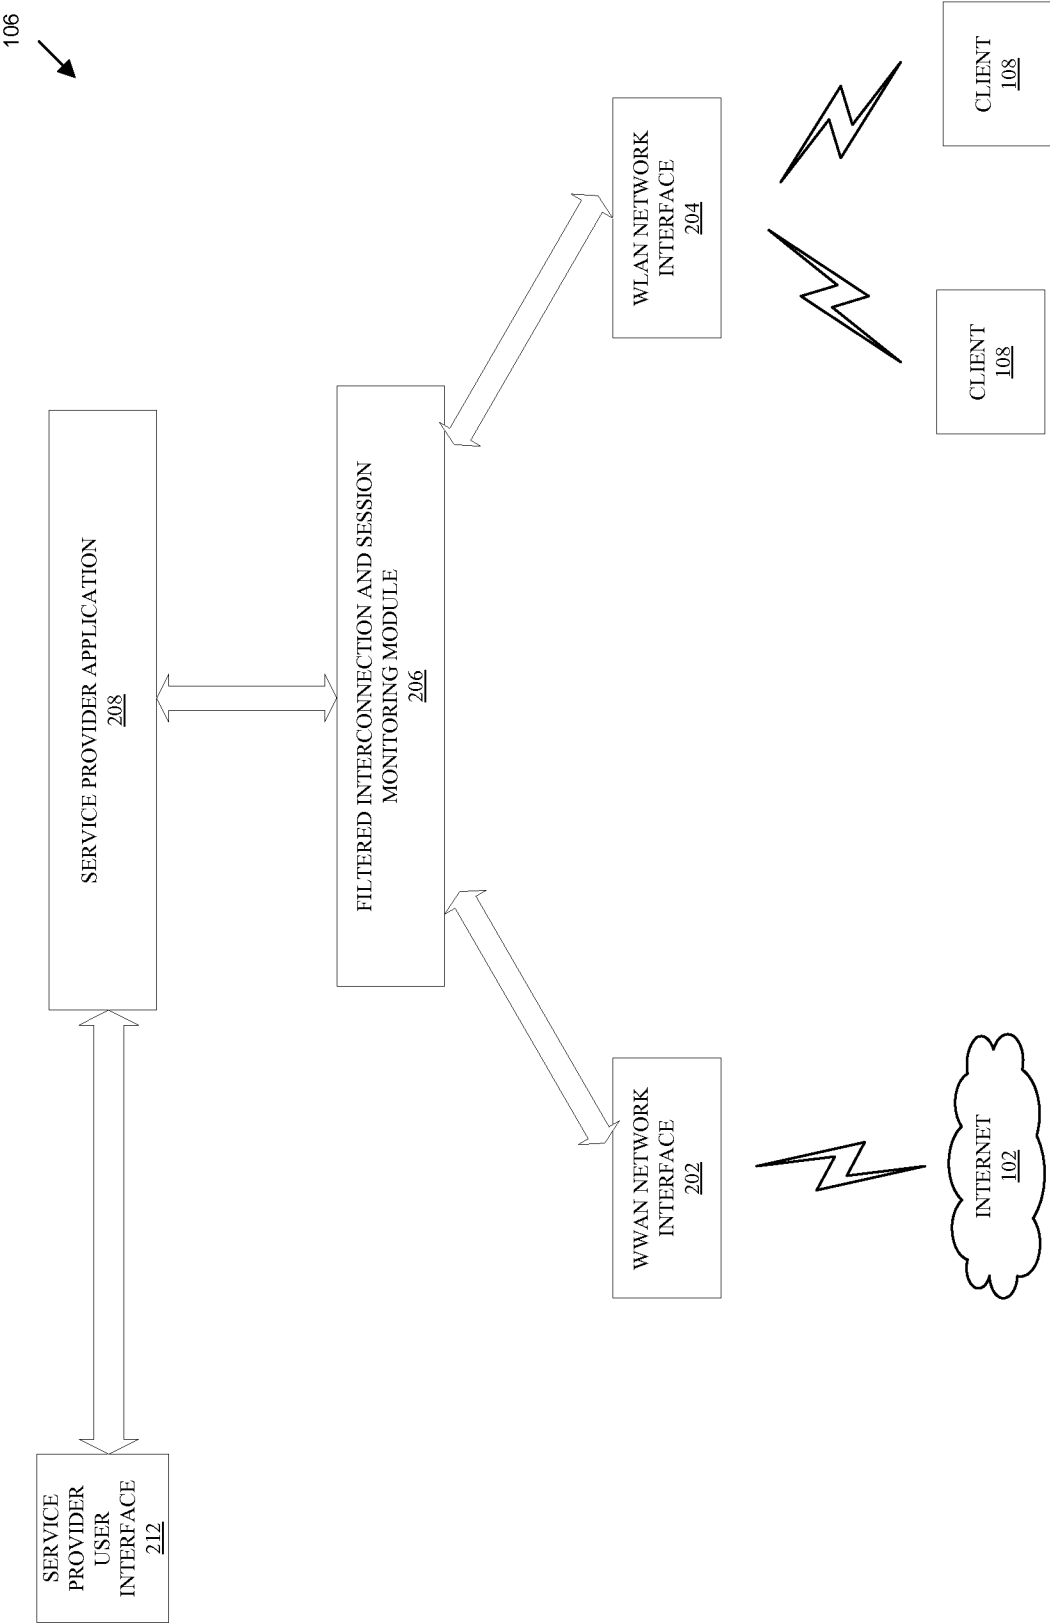 106
SERVICE
PROVIDER
USER
INTERFACE
212
SERVICE PROVIDER APPLICATION
208
FILTERED INTERCONNECTION AND SESSION
MONITORING MODULE
206
WWAN NETWORK
INTERFACE
202
WLAN NETWORK
INTERFACE
204
INTERNET
102
CLIENT
108
CLIENT
108